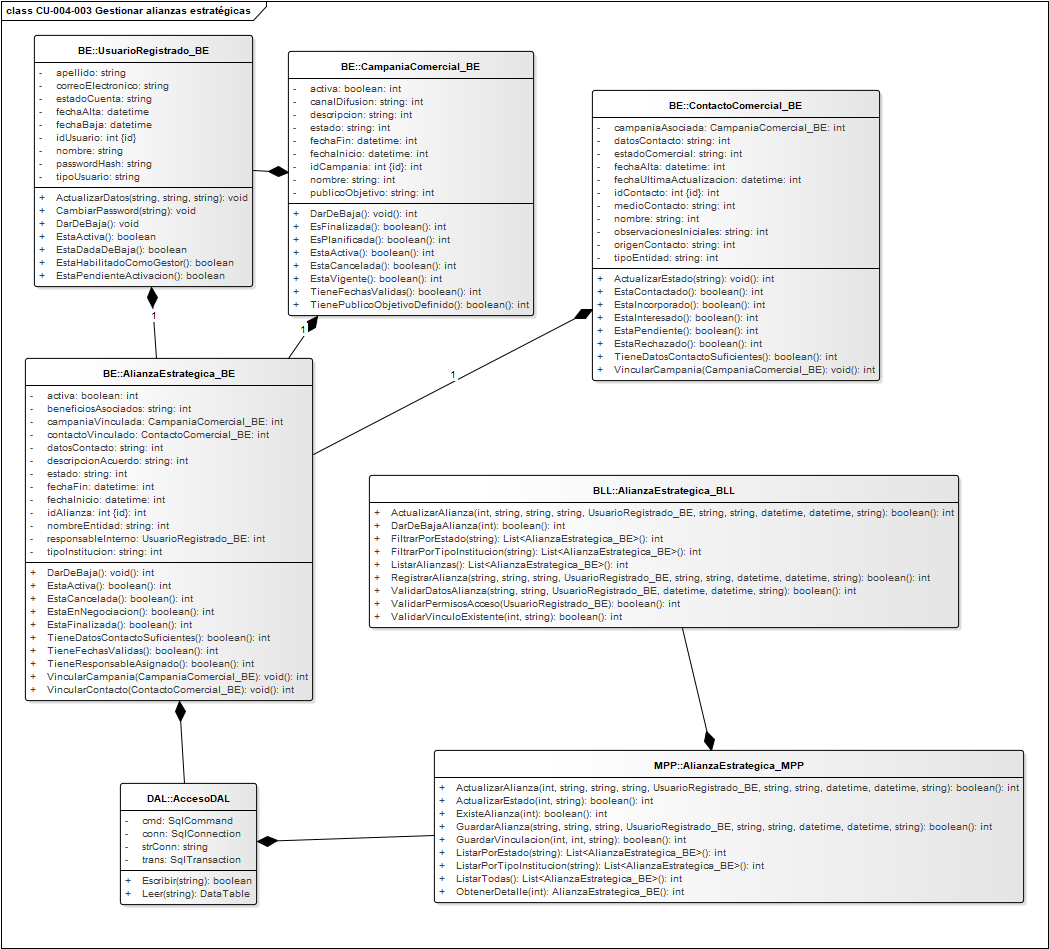 class CU-004-003 Gestionar alianzas estratégicas
BE::UsuarioRegistrado_BE
- apellido: string
- correoElectronico: string
- estadoCuenta: string
- fechaAlta: datetime
- fechaBaja: datetime
- idUsuario: int {id}
- nombre: string
- passwordHash: string
- tipoUsuario: string
+ ActualizarDatos(string, string, string): void
+ CambiarPassword(string): void
+ DarDeBaja(): void
+ EstaActiva(): boolean
+ EstaDadaDeBaja(): boolean
+ EstaHabilitadoComoGestor(): boolean
+ EstaPendienteActivacion(): boolean
BE::CampaniaComercial_BE
- activa: boolean: int
- canalDifusion: string: int
- descripcion: string: int
- estado: string: int
- fechaFin: datetime: int
- fechaInicio: datetime: int
- idCampania: int {id}: int
- nombre: string: int
- publicoObjetivo: string: int
+ DarDeBaja(): void(): int
+ EsFinalizada(): boolean(): int
+ EsPlanificada(): boolean(): int
+ EstaActiva(): boolean(): int
+ EstaCancelada(): boolean(): int
+ EstaVigente(): boolean(): int
+ TieneFechasValidas(): boolean(): int
+ TienePublicoObjetivoDefinido(): boolean(): int
BE::ContactoComercial_BE
- campaniaAsociada: CampaniaComercial_BE: int
- datosContacto: string: int
- estadoComercial: string: int
- fechaAlta: datetime: int
- fechaUltimaActualizacion: datetime: int
- idContacto: int {id}: int
- medioContacto: string: int
- nombre: string: int
- observacionesIniciales: string: int
- origenContacto: string: int
- tipoEntidad: string: int
+ ActualizarEstado(string): void(): int
+ EstaContactado(): boolean(): int
+ EstaIncorporado(): boolean(): int
+ EstaInteresado(): boolean(): int
+ EstaPendiente(): boolean(): int
+ EstaRechazado(): boolean(): int
+ TieneDatosContactoSuficientes(): boolean(): int
+ VincularCampania(CampaniaComercial_BE): void(): int
1
1
1
BE::AlianzaEstrategica_BE
- activa: boolean: int
- beneficiosAsociados: string: int
- campaniaVinculada: CampaniaComercial_BE: int
- contactoVinculado: ContactoComercial_BE: int
- datosContacto: string: int
- descripcionAcuerdo: string: int
- estado: string: int
- fechaFin: datetime: int
- fechaInicio: datetime: int
- idAlianza: int {id}: int
- nombreEntidad: string: int
- responsableInterno: UsuarioRegistrado_BE: int
- tipoInstitucion: string: int
+ DarDeBaja(): void(): int
+ EstaActiva(): boolean(): int
+ EstaCancelada(): boolean(): int
+ EstaEnNegociacion(): boolean(): int
+ EstaFinalizada(): boolean(): int
+ TieneDatosContactoSuficientes(): boolean(): int
+ TieneFechasValidas(): boolean(): int
+ TieneResponsableAsignado(): boolean(): int
+ VincularCampania(CampaniaComercial_BE): void(): int
+ VincularContacto(ContactoComercial_BE): void(): int
BLL::AlianzaEstrategica_BLL
+ ActualizarAlianza(int, string, string, string, UsuarioRegistrado_BE, string, string, datetime, datetime, string): boolean(): int
+ DarDeBajaAlianza(int): boolean(): int
+ FiltrarPorEstado(string): List<AlianzaEstrategica_BE>(): int
+ FiltrarPorTipoInstitucion(string): List<AlianzaEstrategica_BE>(): int
+ ListarAlianzas(): List<AlianzaEstrategica_BE>(): int
+ RegistrarAlianza(string, string, string, UsuarioRegistrado_BE, string, string, datetime, datetime, string): boolean(): int
+ ValidarDatosAlianza(string, string, UsuarioRegistrado_BE, datetime, datetime, string): boolean(): int
+ ValidarPermisosAcceso(UsuarioRegistrado_BE): boolean(): int
+ ValidarVinculoExistente(int, string): boolean(): int
MPP::AlianzaEstrategica_MPP
+ ActualizarAlianza(int, string, string, string, UsuarioRegistrado_BE, string, string, datetime, datetime, string): boolean(): int
+ ActualizarEstado(int, string): boolean(): int
+ ExisteAlianza(int): boolean(): int
+ GuardarAlianza(string, string, string, UsuarioRegistrado_BE, string, string, datetime, datetime, string): boolean(): int
+ GuardarVinculacion(int, int, string): boolean(): int
+ ListarPorEstado(string): List<AlianzaEstrategica_BE>(): int
+ ListarPorTipoInstitucion(string): List<AlianzaEstrategica_BE>(): int
+ ListarTodas(): List<AlianzaEstrategica_BE>(): int
+ ObtenerDetalle(int): AlianzaEstrategica_BE(): int
DAL::AccesoDAL
- cmd: SqlCommand
- conn: SqlConnection
- strConn: string
- trans: SqlTransaction
+ Escribir(string): boolean
+ Leer(string): DataTable